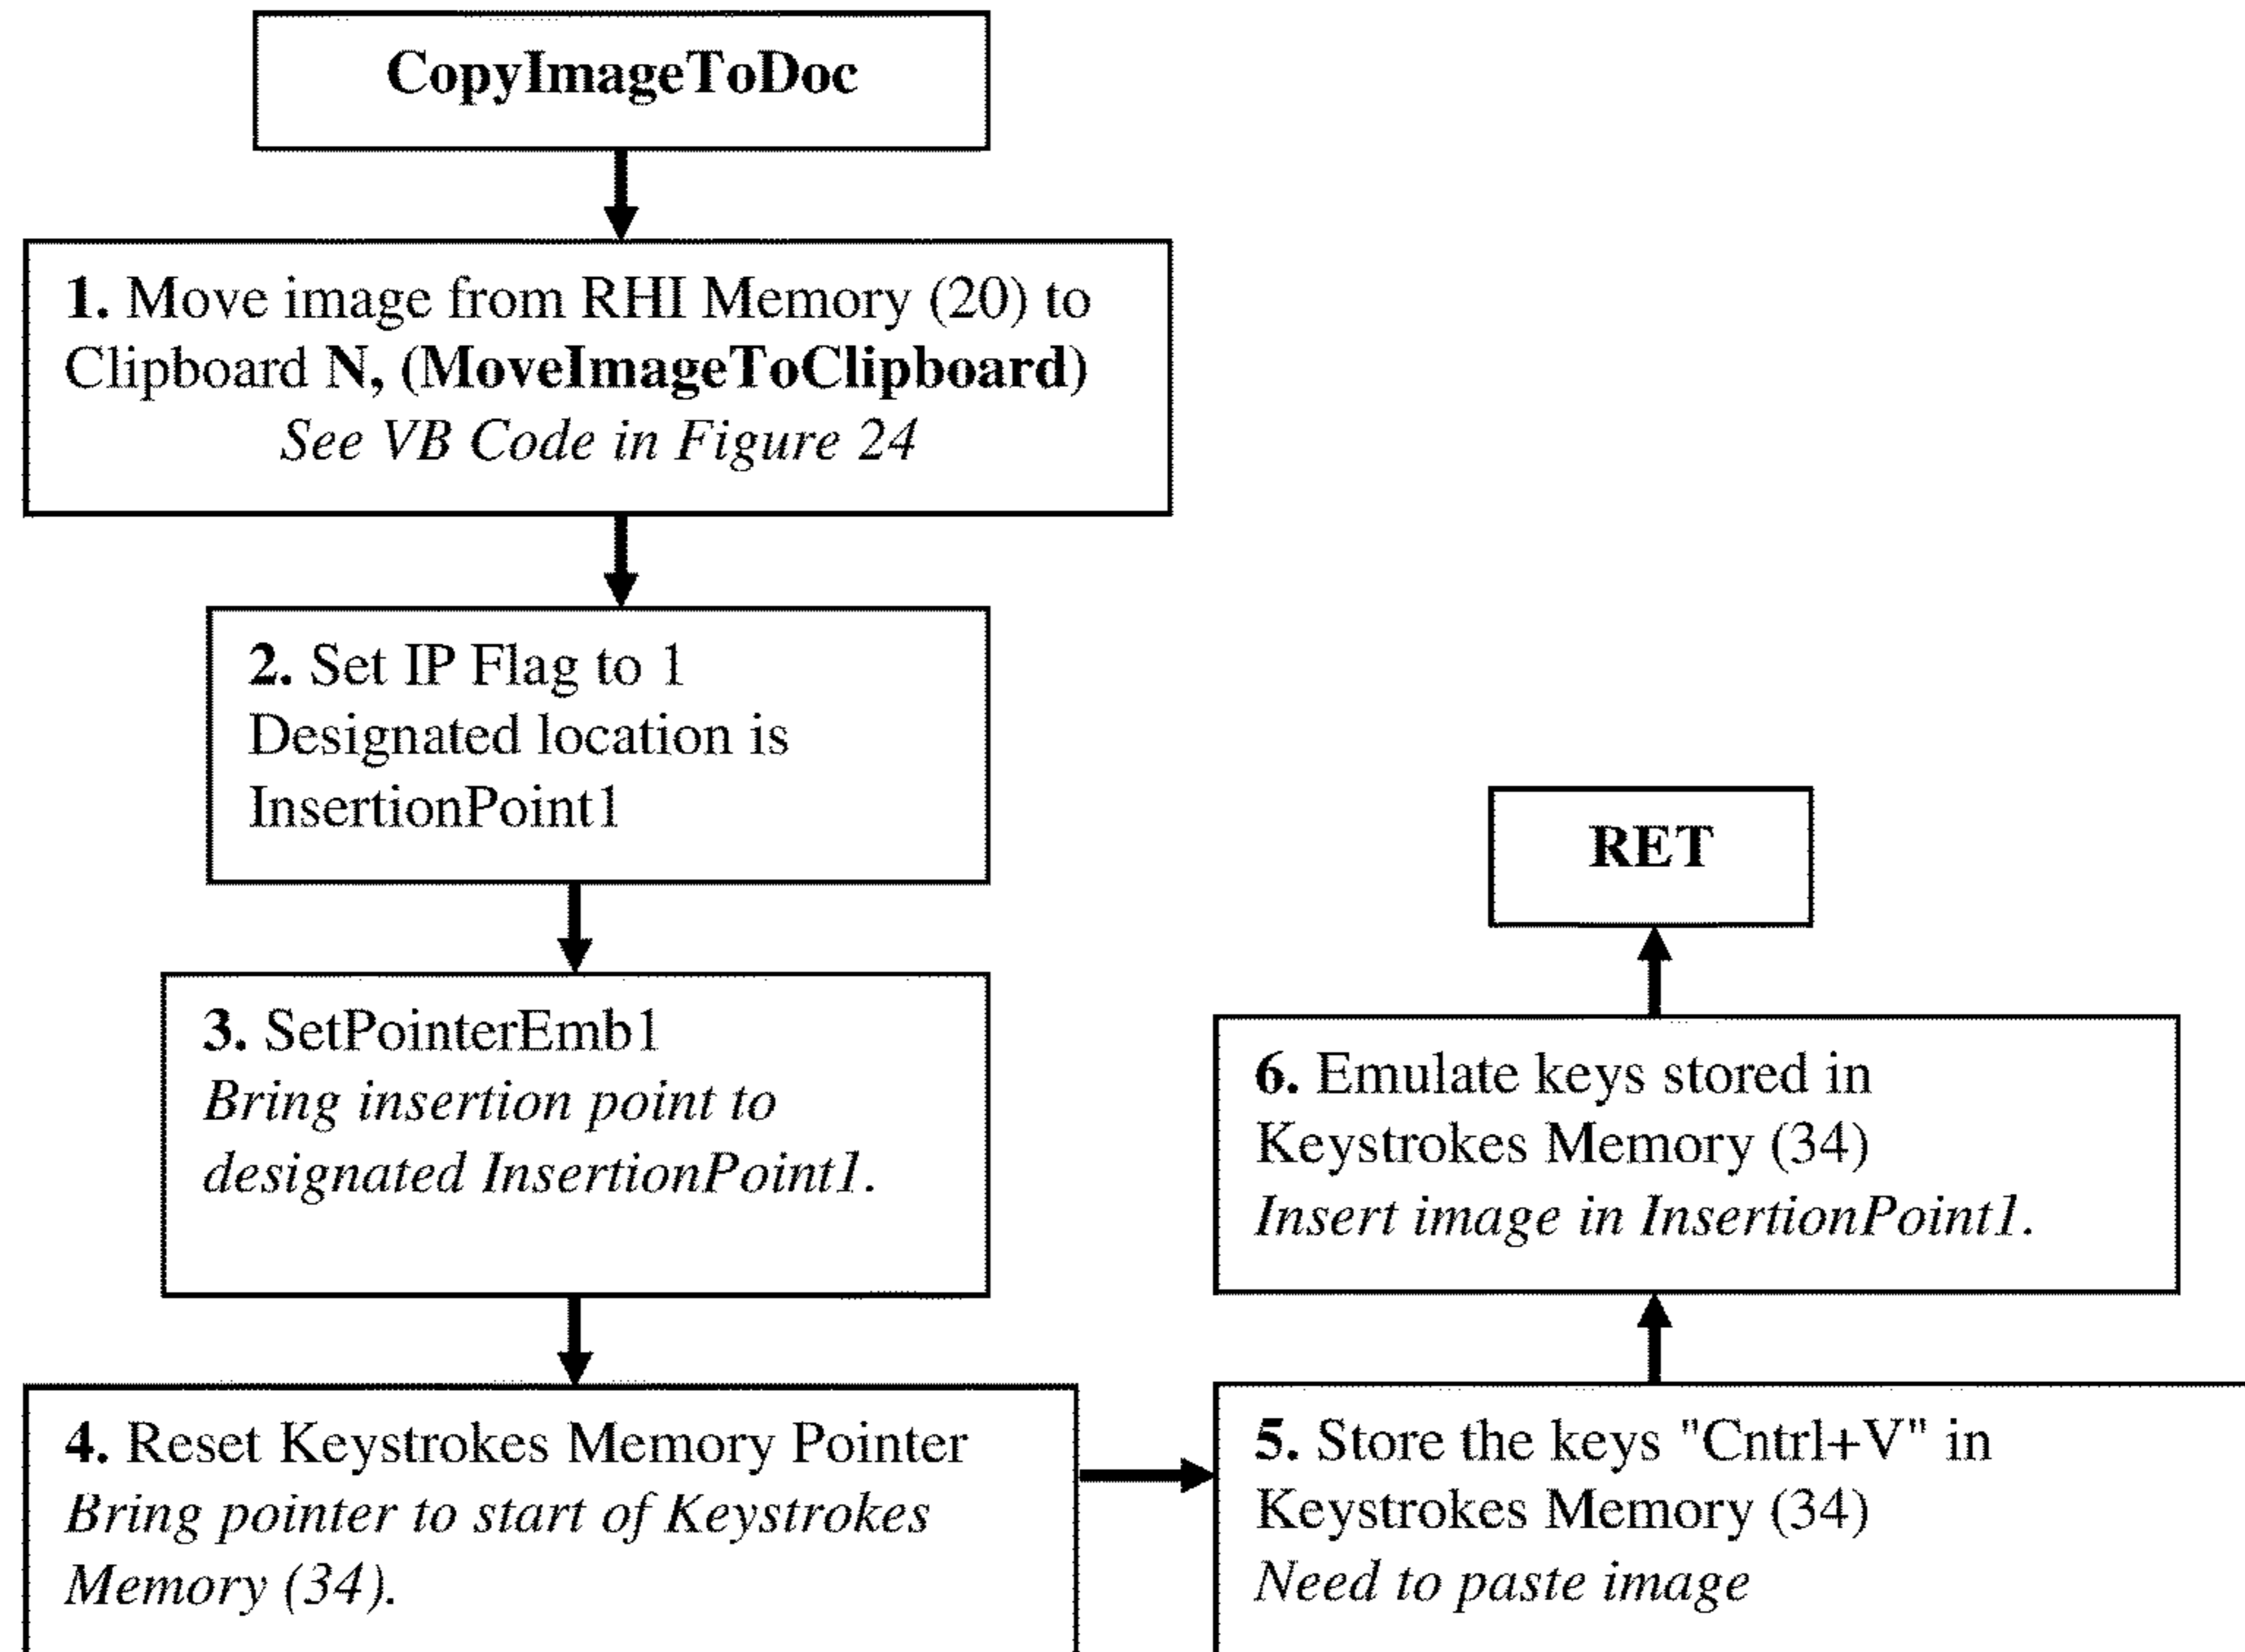 CopyImageToDoc
1. Move image from RHI Memory (20) to
Clipboard N, (MoveImageToClipboard)
See VB Code in Figure 24
2. Set IP Flag to 1
Designated location is
InsertionPoint1
3. SetPointerEmb1
Bring insertion point to
designated InsertionPoint1.
4. Reset Keystrokes Memory Pointer
Bring pointer to start of Keystrokes
Memory (34).
5. Store the keys "Cntrl+V" in
Keystrokes Memory (34)
Need to paste image
6. Emulate keys stored in
Keystrokes Memory (34)
Insert image in InsertionPoint1.
RET